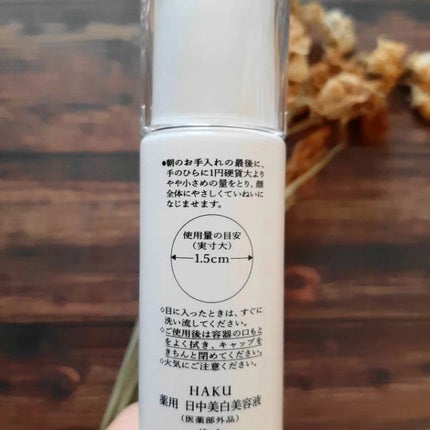 ●朝のお手入れの最後に、
手のひらに1円硬貨大より
やや小さめの量をとり、顔
全体にやさしくていねいに
なじませます。
使用量の目安
(実寸大)
1.5cm
◇目に入ったときは、すぐに
洗い流してください。
◇ご使用後は容器の口もと
をよく拭き、キャップを
きちんと閉めてください。
◇火気にご注意ください。
HAKU
薬用 日中美白美容液
(医薬部外品)